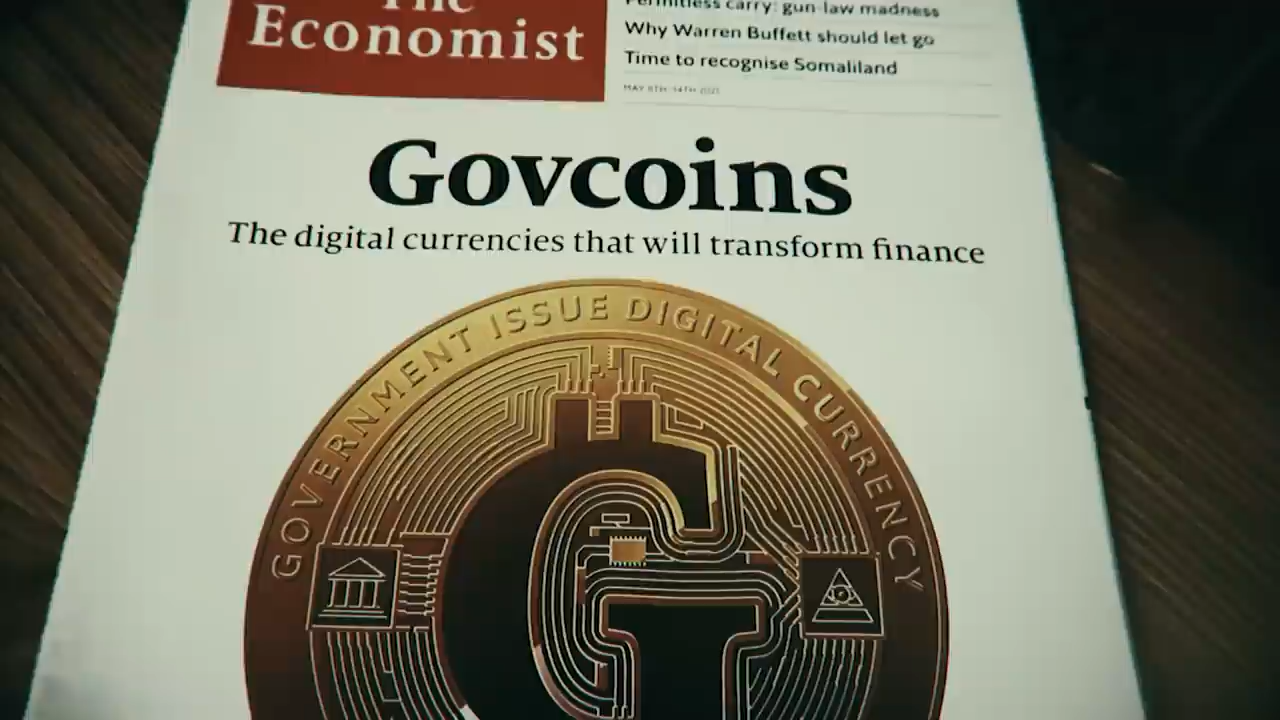 The
Economist
Permitless carry: gun-law madness
Why Warren Buffett should let go
Time to recognise Somaliland
MAY 8TH–14TH 2021
Govcoins
The digital currencies that will transform finance
GOVERNMENT ISSUE DIGITAL CURRENCY
G